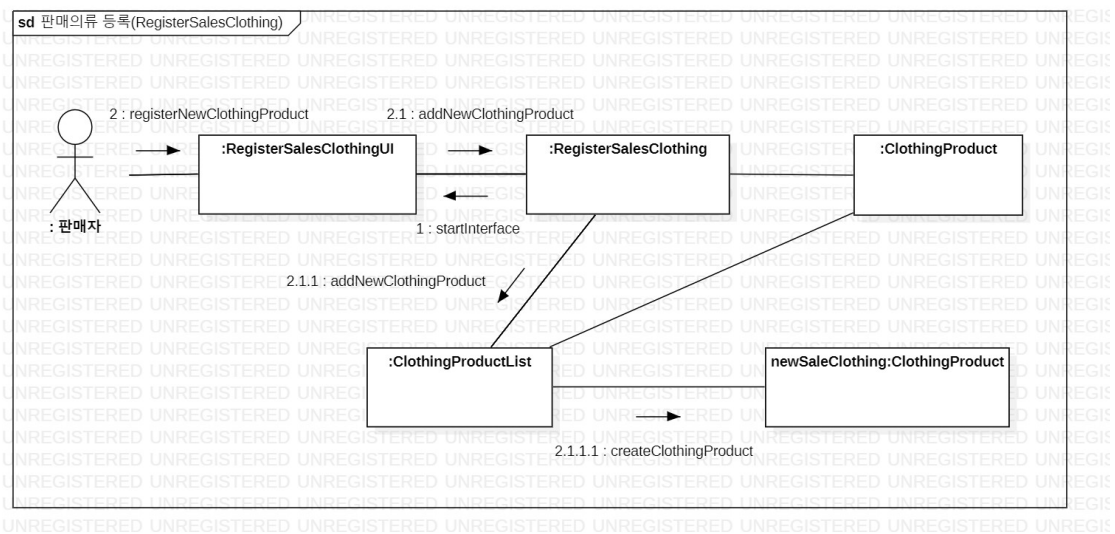 sd 판매의류 등록(RegisterSalesClothing)
2 : registerNewClothingProduct
2.1 : addNewClothingProduct
:RegisterSalesClothingUI
:RegisterSalesClothing
:ClothingProduct
: 판매자
1 : startInterface
2.1.1 : addNewClothingProduct
:ClothingProductList
newSaleClothing:ClothingProduct
2.1.1.1 : createClothingProduct
UNREGISTERED